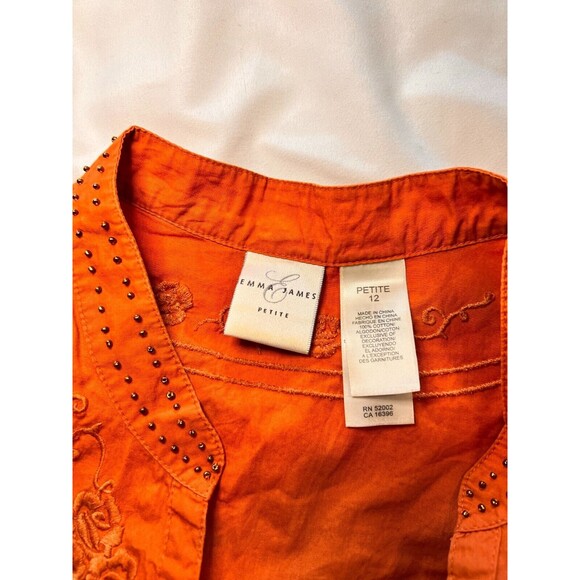 E
EMMA JAMES
PETITE
PETITE
12
MADE IN CHINA
HECHO EN CHINA
FABRIQUE EN CHINE
100% COTTON/
ALGODON/COTON
EXCLUSIVE OF
DECORATION/
EXCLUYENDO
EL ADORNO/
A L'EXCEPTION
DES GARNITURES
RN 52002
CA 16396